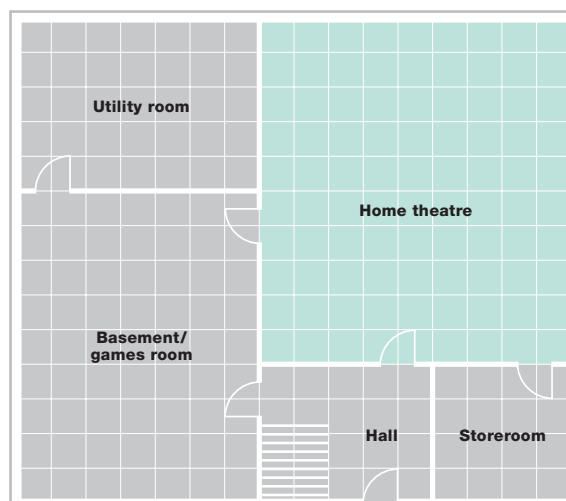 Utility room
Home theatre
Basement/
games room
Hall
Storeroom